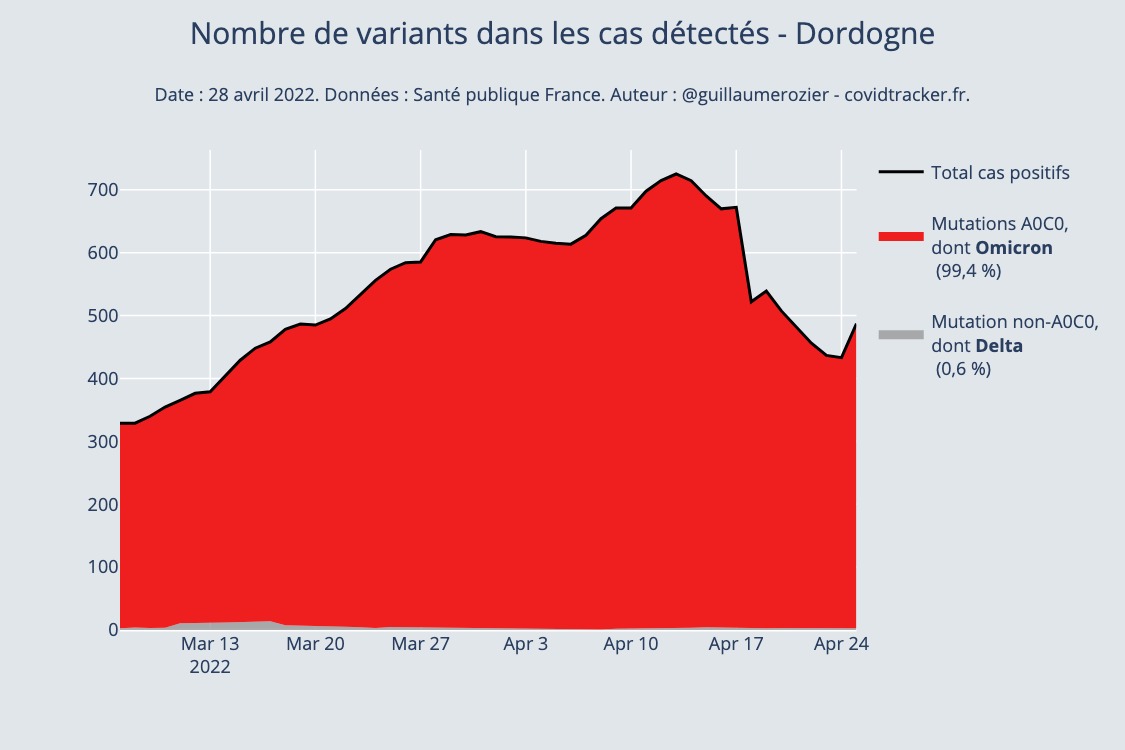 Nombre de variants dans les cas détectés - Dordogne
Date : 28 avril 2022. Données : Santé publique France. Auteur : @guillaumerozier - covidtracker.fr.
700
600
500
400
300
200
100
0
Mar 13
2022
Mar 20
Mar 27
Apr 3
Apr 10
Apr 17
Apr 24
Total cas positifs
Mutations A0C0,
dont Omicron
(99,4 %)
Mutation non-A0C0,
dont Delta
(0,6 %)